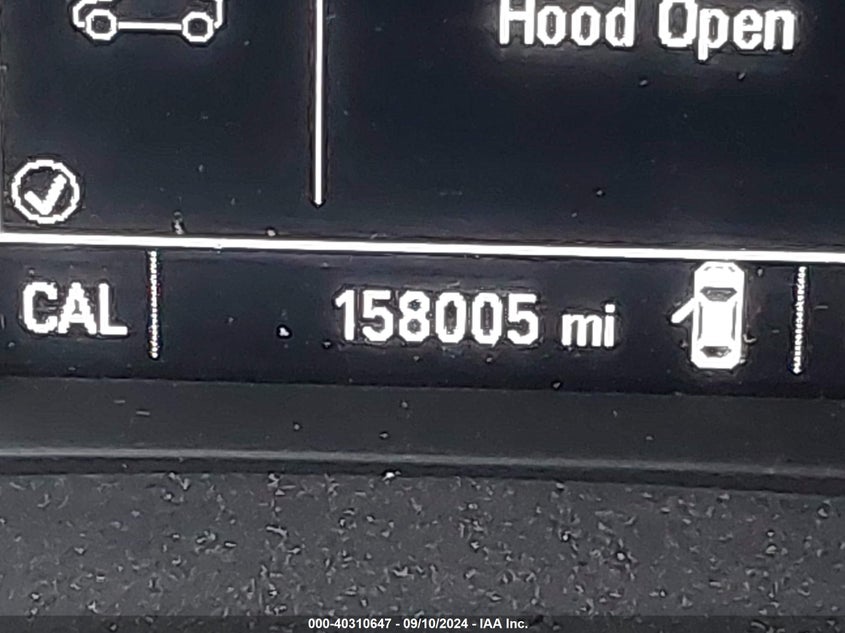 Hood Open
CAL
158005 mi
000-40310647 - 09/10/2024 - IAA Inc.